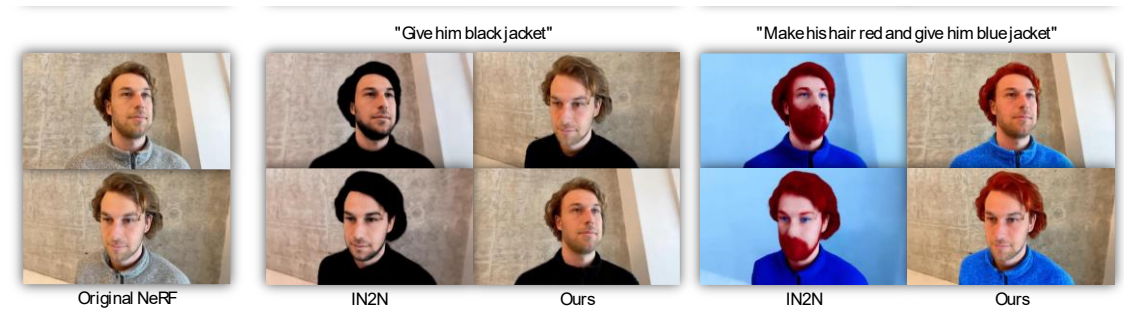 "Give him black jacket"
"Make his hair red and give him blue jacket"
Original NeRF
IN2N
Ours
IN2N
Ours